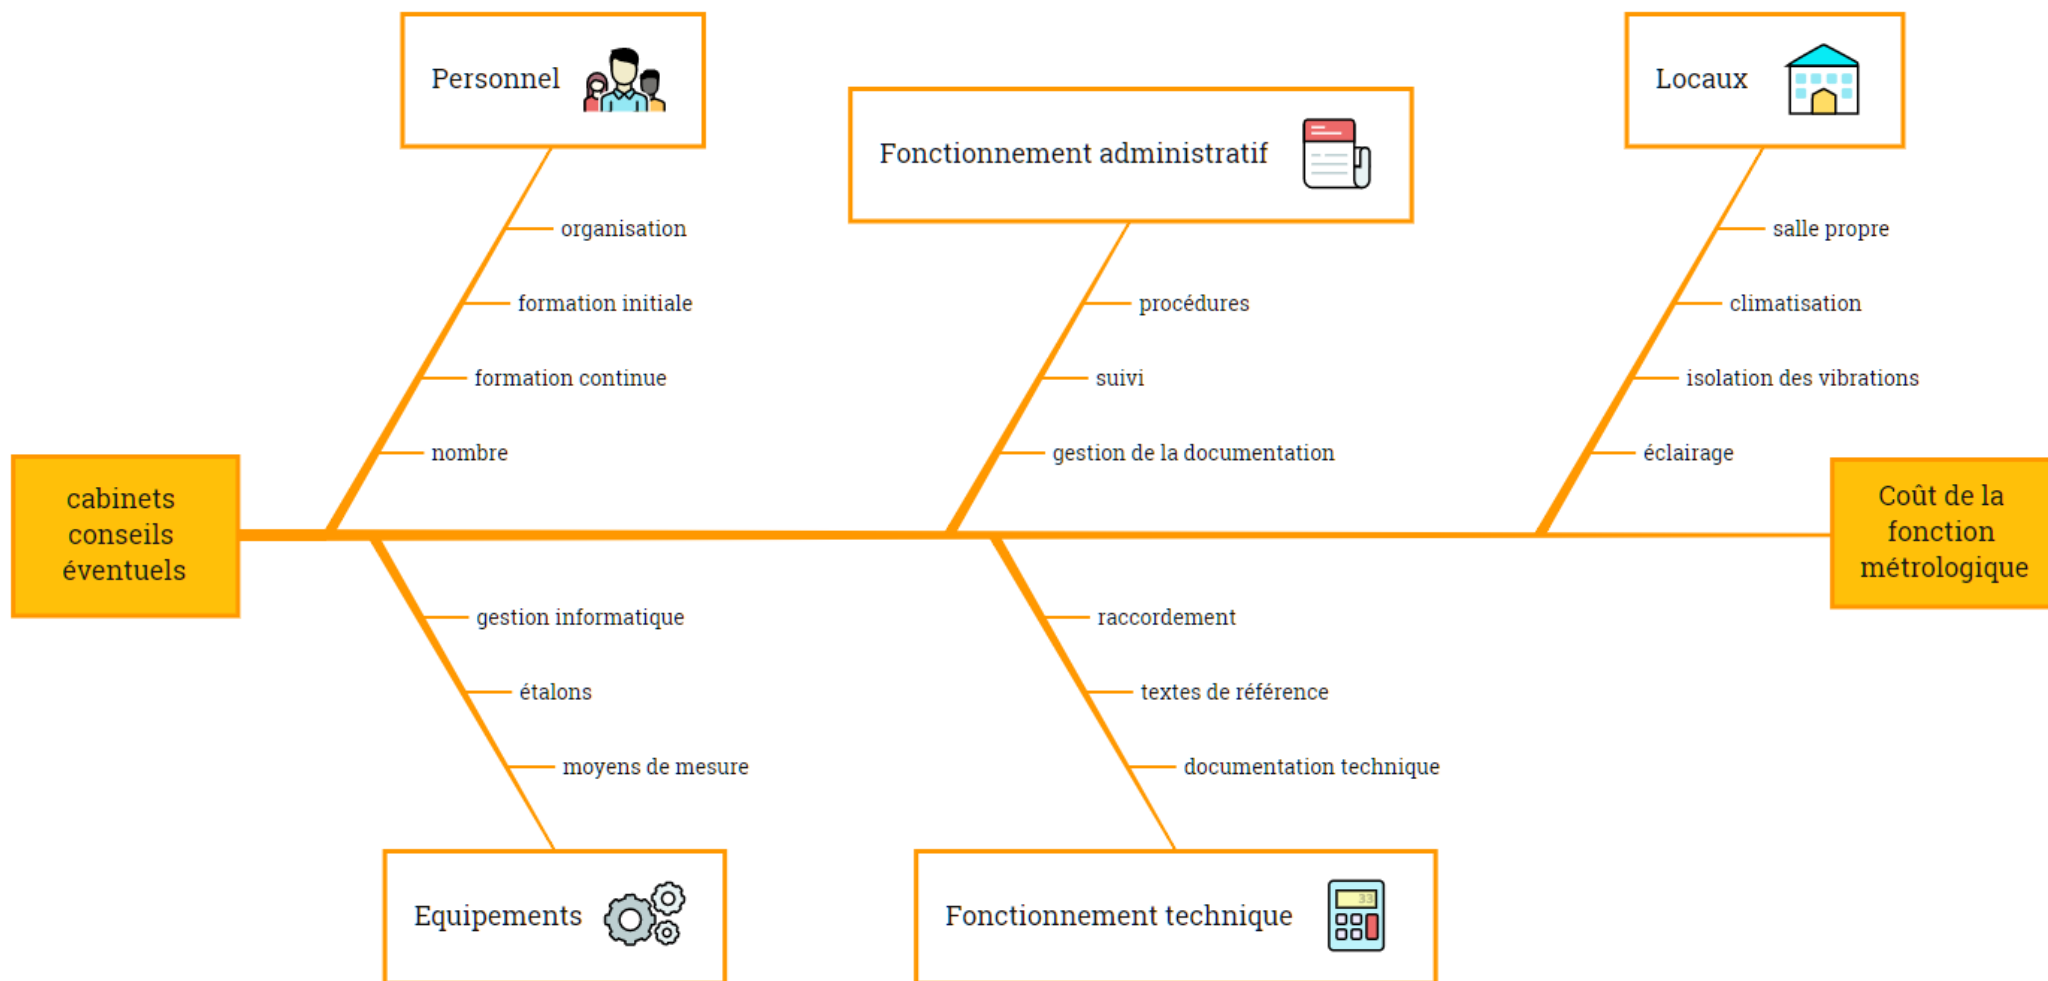 Personnel
Locaux
Fonctionnement administratif
organisation
formation initiale
formation continue
nombre
procédures
suivi
gestion de la documentation
salle propre
climatisation
isolation des vibrations
éclairage
cabinets
conseils
éventuels
Coût de la
fonction
métrologique
gestion informatique
étalons
moyens de mesure
raccordement
textes de référence
documentation technique
Equipements
Fonctionnement technique
33